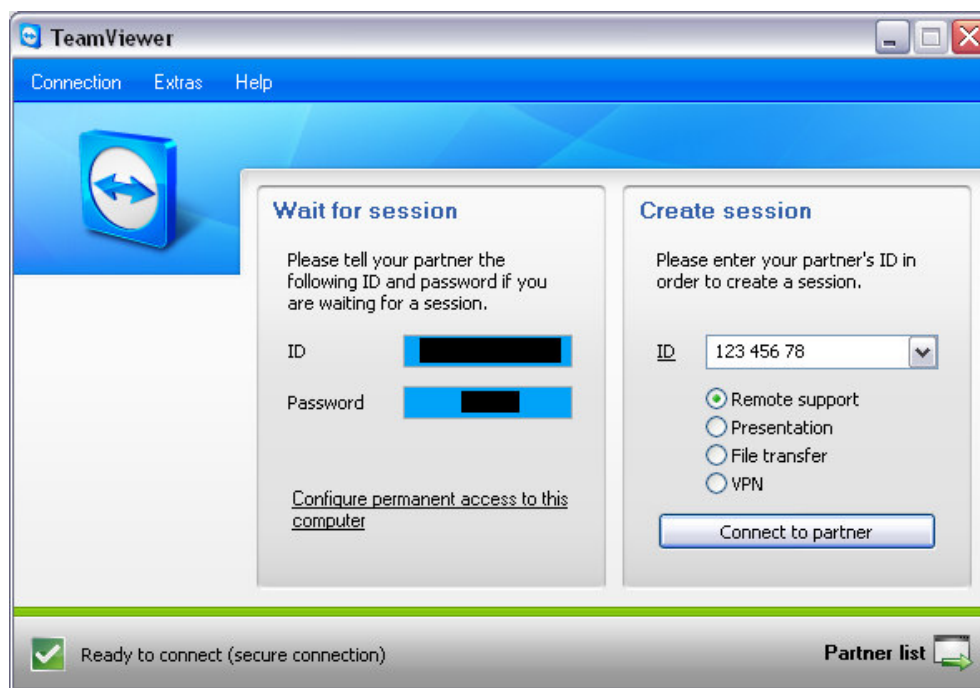 TeamViewer
Connection Extras Help
Wait for session
Please tell your partner the
following ID and password if you
are waiting for a session.
ID
Password
Configure permanent access to this
computer
Create session
Please enter your partner's ID in
order to create a session.
ID 123 456 78
Remote support
Presentation
File transfer
VPN
Connect to partner
Ready to connect (secure connection)
Partner list